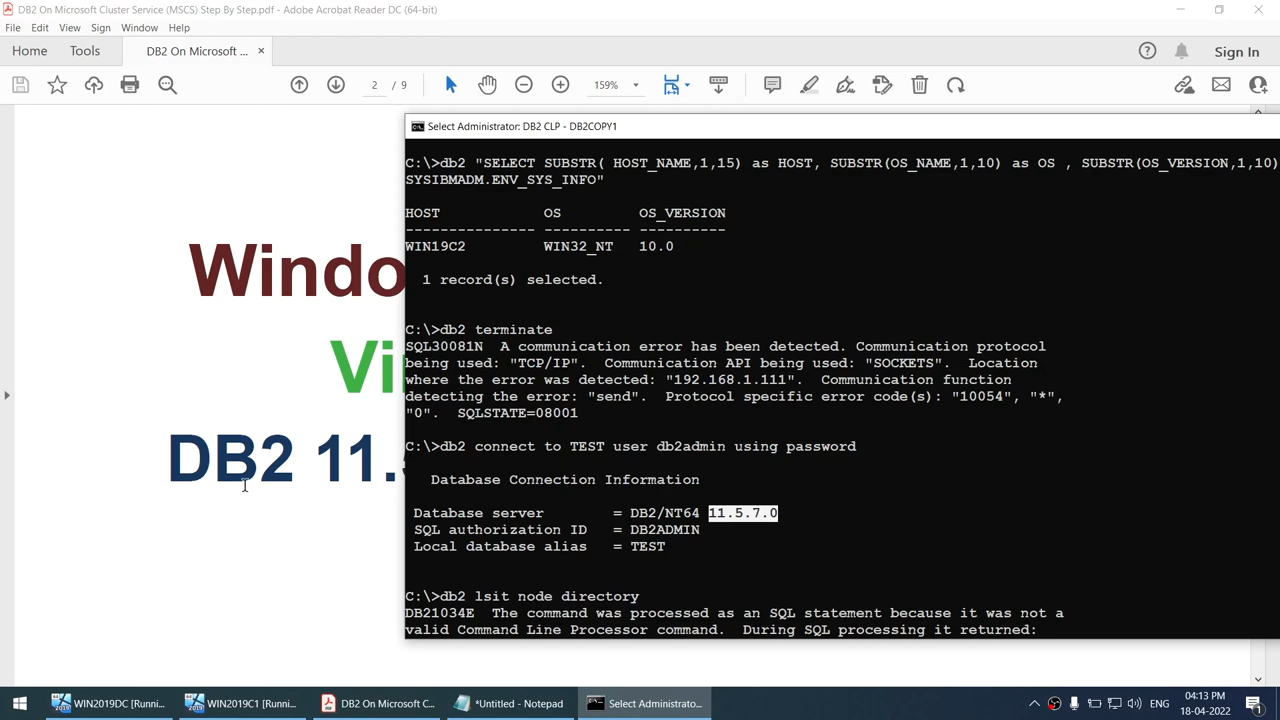 DB2 On Microsoft Cluster Service (MSCS) Step By Step.pdf - Adobe Acrobat Reader DC (64-bit)
File Edit View Sign Window Help
Home Tools DB2 On Microsoft ... × Sign In
2 / 9 159%
Select Administrator: DB2 CLP - DB2COPY1
C:\>db2 "SELECT SUBSTR( HOST_NAME,1,15) as HOST, SUBSTR(OS_NAME,1,10) as OS , SUBSTR(OS_VERSION,1,10)
SYSIBMADM.ENV_SYS_INFO"
HOST OS OS_VERSION
--------------- ---------- ----------
WIN19C2 WIN32_NT 10.0
1 record(s) selected.
C:\>db2 terminate
SQL30081N A communication error has been detected. Communication protocol
being used: "TCP/IP". Communication API being used: "SOCKETS". Location
where the error was detected: "192.168.1.111". Communication function
detecting the error: "send". Protocol specific error code(s): "10054", "*",
"0". SQLSTATE=08001
C:\>db2 connect to TEST user db2admin using password
Database Connection Information
Database server = DB2/NT64 11.5.7.0
SQL authorization ID = DB2ADMIN
Local database alias = TEST
C:\>db2 lsit node directory
DB21034E The command was processed as an SQL statement because it was not a
valid Command Line Processor command. During SQL processing it returned:
Windo
Vi
DB2 11.
WIN2019DC [Runni... WIN2019C1 [Runni... DB2 On Microsoft C... *Untitled - Notepad Select Administrato... ENG 04:13 PM
18-04-2022
1